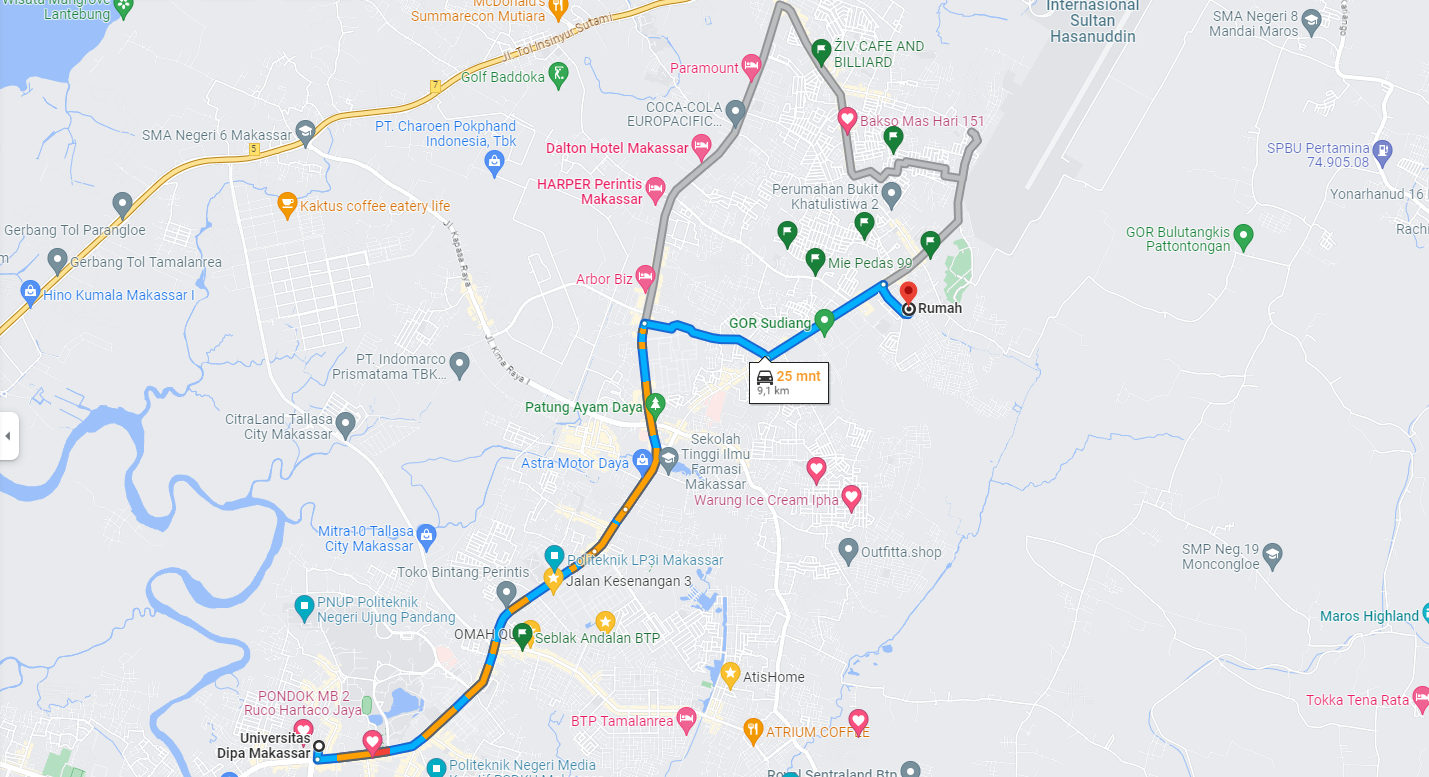 Wisata Mangrove
Lantebung
McDonald's
Summarecon Mutiara
Jl. Tol Insinyur Sutami
Internasional
Sultan
Hasanuddin
SMA Negeri 8
Mandai Maros
ŽIV CAFE AND
BILLIARD
Paramount
Golf Baddoka
7
COCA-COLA
EUROPACIFIC...
Bakso Mas Hari 151
SMA Negeri 6 Makassar
5
PT. Charoen Pokphand
Indonesia, Tbk
Dalton Hotel Makassar
SPBU Pertamina
74.905.08
HARPER Perintis
Makassar
Perumahan Bukit
Khatulistiwa 2
Yonarhanud 16
Kaktus coffee eatery life
Gerbang Tol Parangloe
Jl. Kapasa Raya
GOR Bulutangkis
Pattontongan
Gerbang Tol Tamalanrea
Mie Pedas 99
Arbor Biz
Hino Kumala Makassar I
Rumah
GOR Sudiang
Jl. Kima Raya I
PT. Indomarco
Prismatama TBK...
25 mnt
9,1 km
Patung Ayam Daya
CitraLand Tallasa
City Makassar
Sekolah
Tinggi Ilmu
Farmasi
Makassar
Astra Motor Daya
Warung Ice Cream Ipha
Mitra10 Tallasa
City Makassar
Outfitta.shop
SMP Neg.19
Moncongloe
Politeknik LP3i Makassar
Toko Bintang Perintis
Jalan Kesenangan 3
PNUP Politeknik
Negeri Ujung Pandang
Maros Highland
OMAH QU
Seblak Andalan BTP
AtisHome
PONDOK MB 2
Ruco Hartaco Jaya
Tokka Tena Rata
BTP Tamalanrea
ATRIUM COFFEE
Universitas
Dipa Makassar
Politeknik Negeri Media
Royal Sentraland Btp